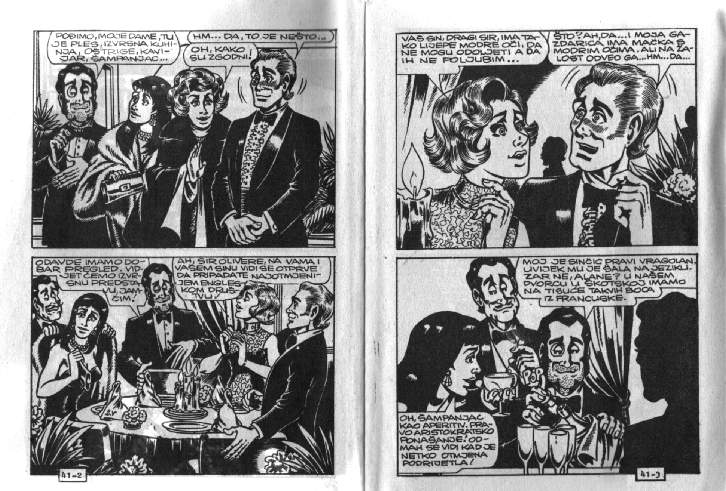 POĐIMO, MOJE DAME, TU
JE PLES, IZVRSNA KUHI-
NJA, OŠTRIGE, KAVI-
JAR, ŠAMPANJAC...
HM... DA, TO JE NEŠTO...
OH, KAKO
SU ZGODNI!
ODAVDE IMAMO DO-
BAR PREGLED. VID-
JET ĆEMO IZVR-
SNU PREDSTA-
VU, JAM-
ČIM.
AH, SIR OLIVERE, NA VAMA I
VAŠEM SINU VIDI SE OTPRVE
DA PRIPADATE NAJOTMJENI-
JEM ENGLES-
KOM DRUŠ-
TVU!
41-2
VAŠ SIN, DRAGI SIR, IMA TA-
KO LIJEPE MODRE OČI, DA
NE MOGU ODOLJETI A DA
IH NE POLJUBIM...
ŠTO? AH, DA... I MOJA GA-
ZDARICA IMA MAČKA S
MODRIM OČIMA. ALI NA ŽA-
LOST ODVEO GA... HM... DA...
MOJ JE SINČIĆ PRAVI VRAGOLAN.
UVIJEK MU JE ŠALA NA JEZIKU.
ZAR NE, ALANE? U NAŠEM
DVORCU U ŠKOTSKOJ IMAMO
NA TISUĆE TAKVIH BOCA
IZ FRANCUSKE.
OH, ŠAMPANJAC
KAO APERITIV. PRA-
VO ARISTOKRATSKO
PONAŠANJE. OD-
MAH SE VIDI KAD JE
NETKO OTMJENA
PODRIJETLA!
41-3